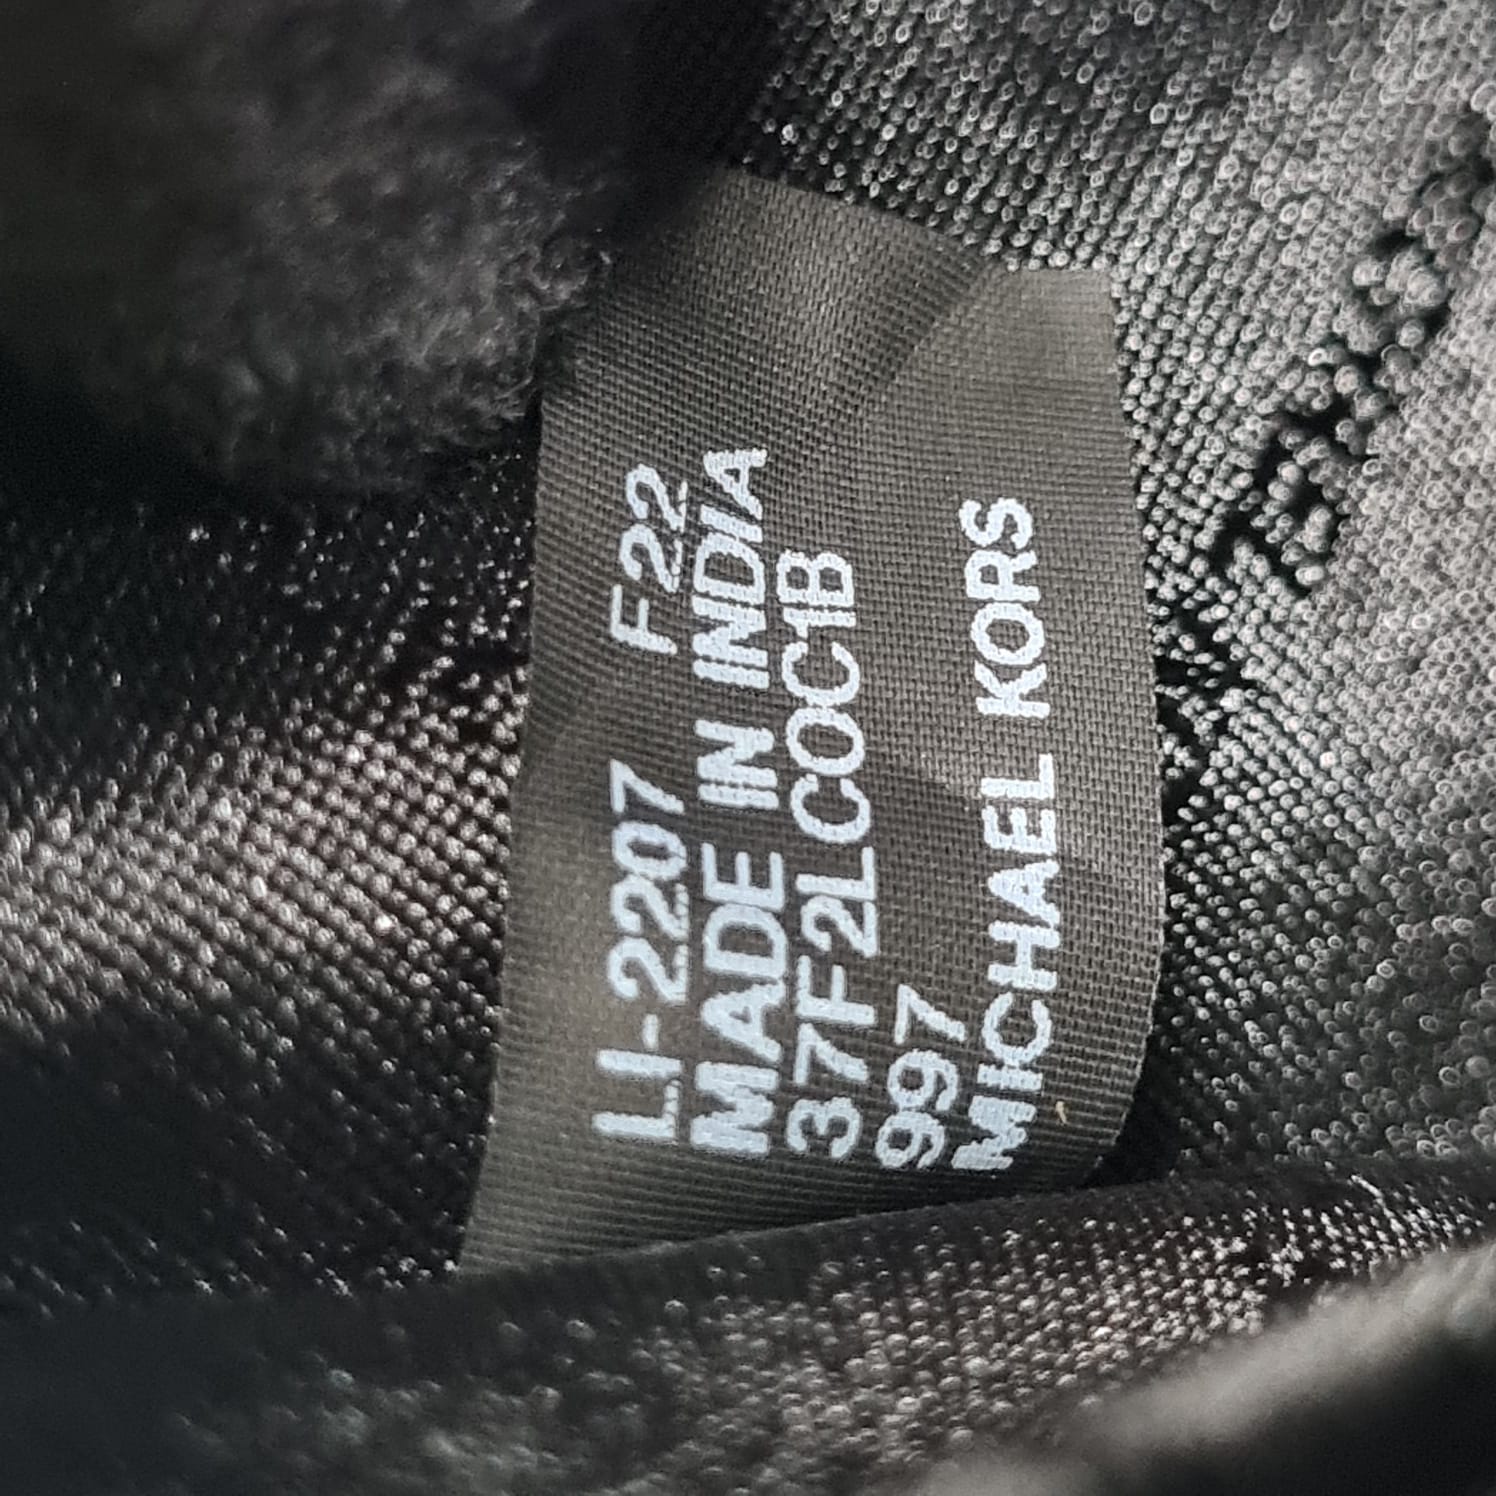 LI-2207 F22
MADE IN INDIA
37F2LCOC1B
997
MICHAEL KORS